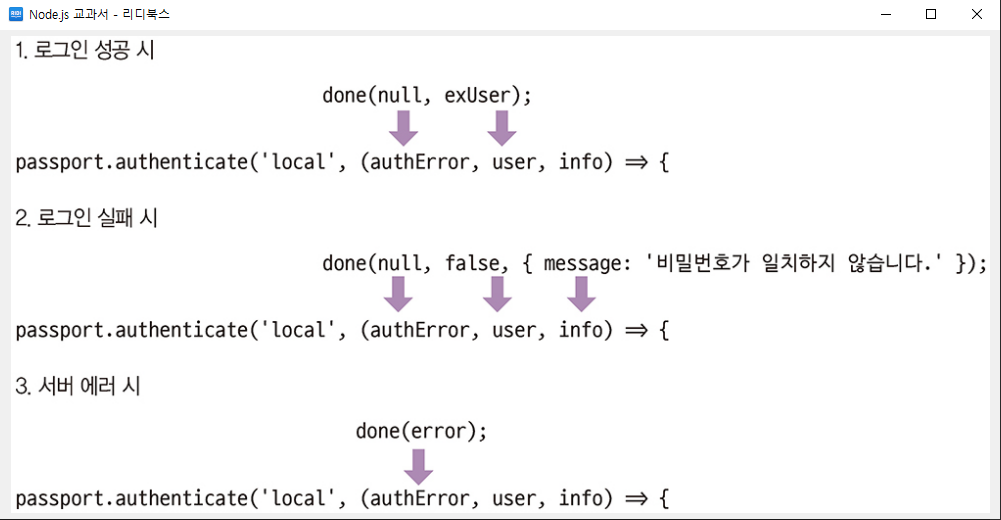 RIDI Node.js 교과서 - 리디북스
1. 로그인 성공 시
done(null, exUser);
passport.authenticate('local', (authError, user, info) => {
2. 로그인 실패 시
done(null, false, { message: '비밀번호가 일치하지 않습니다.' });
passport.authenticate('local', (authError, user, info) => {
3. 서버 에러 시
done(error);
passport.authenticate('local', (authError, user, info) => {